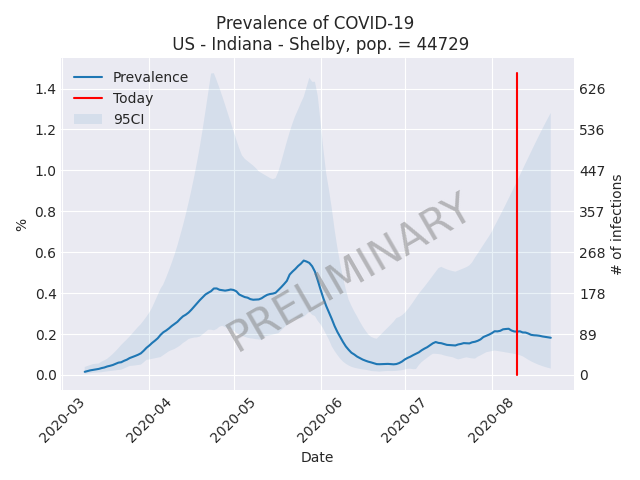 Prevalence of COVID-19
US - Indiana - Shelby, pop. = 44729
Prevalence
Today
95CI
1.4
1.2
1.0
0.8
0.6
0.4
0.2
0.0
%
626
536
447
357
268
178
89
0
# of infections
PRELIMINARY
2020-03
2020-04
2020-05
2020-06
2020-07
2020-08
Date